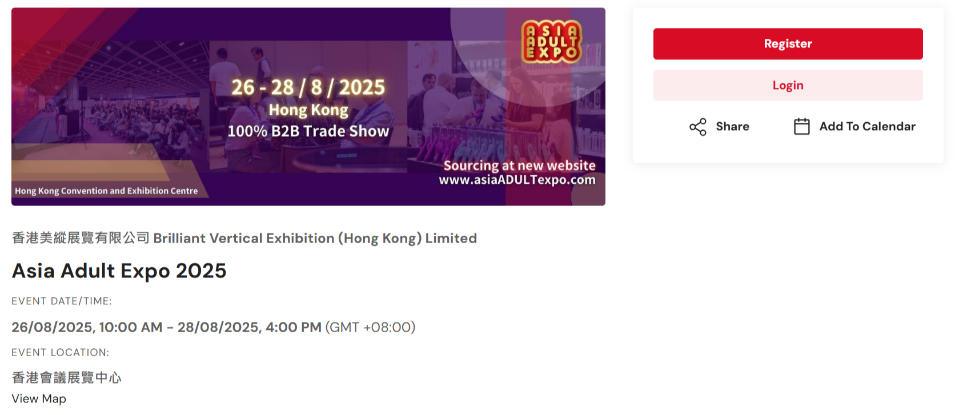 ASIA
ADULT
EXPO
26 - 28 / 8 / 2025
Hong Kong
100% B2B Trade Show
Sourcing at new website
www.asiaADULTexpo.com
Hong Kong Convention and Exhibition Centre
Register
Login
Share
Add To Calendar
香港美縱展覽有限公司 Brilliant Vertical Exhibition (Hong Kong) Limited
Asia Adult Expo 2025
EVENT DATE/TIME:
26/08/2025, 10:00 AM – 28/08/2025, 4:00 PM (GMT +08:00)
EVENT LOCATION:
香港會議展覽中心
View Map